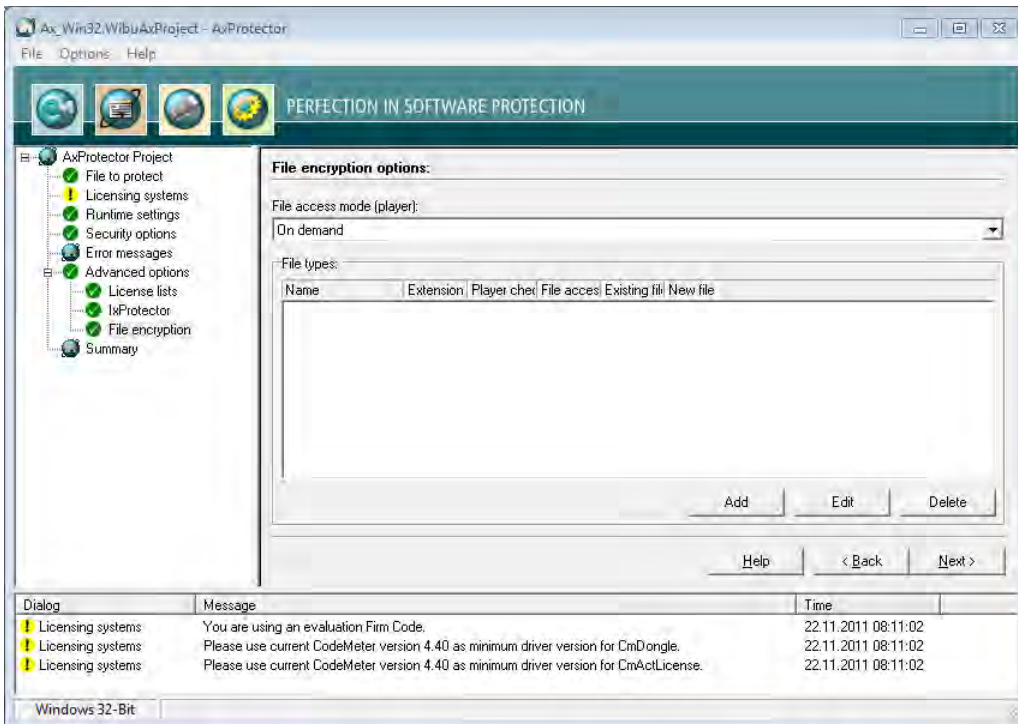 Ax_Win32.WibuAxProject - AxProtector
File Options Help
PERFECTION IN SOFTWARE PROTECTION
AxProtector Project
File to protect
Licensing systems
Runtime settings
Security options
Error messages
Advanced options
License lists
IxProtector
File encryption
Summary
File encryption options:
File access mode (player):
On demand
File types:
Name Extension Player chec File acces Existing fil New file
Add Edit Delete
Help < Back Next >
Dialog Message Time
Licensing systems You are using an evaluation Firm Code. 22.11.2011 08:11:02
Licensing systems Please use current CodeMeter version 4.40 as minimum driver version for CmDongle. 22.11.2011 08:11:02
Licensing systems Please use current CodeMeter version 4.40 as minimum driver version for CmActLicense. 22.11.2011 08:11:02
Windows 32-Bit